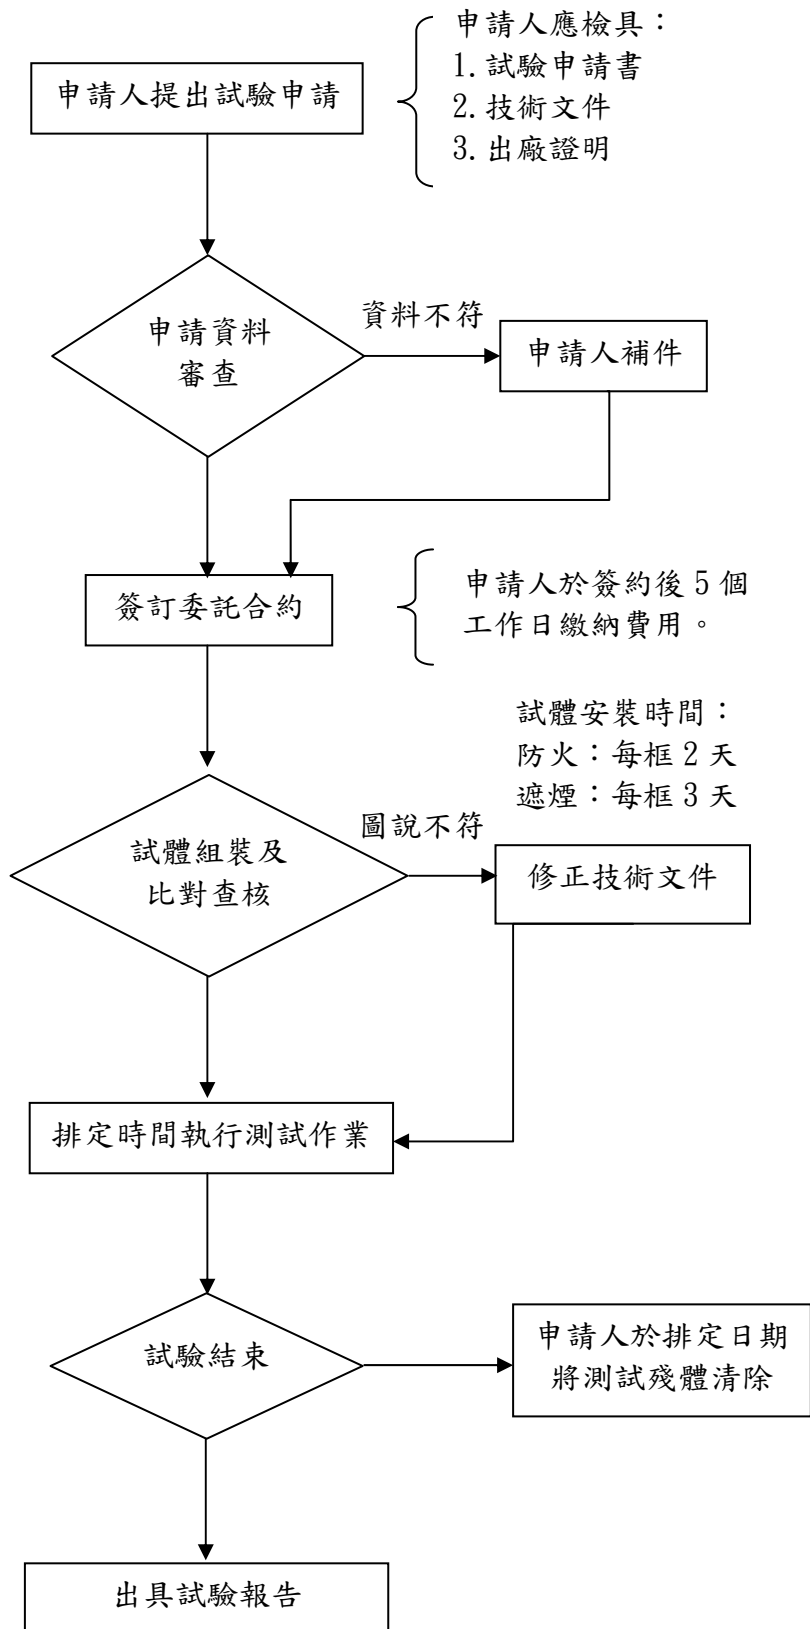 申請人提出試驗申請
申請人應檢具：
1.試驗申請書
2.技術文件
3.出廠證明
申請資料
審查
資料不符
申請人補件
簽訂委託合約
申請人於簽約後 5 個
工作日繳納費用。
試體安裝時間：
防火：每框 2 天
遮煙：每框 3 天
試體組裝及
比對查核
圖說不符
修正技術文件
排定時間執行測試作業
試驗結束
申請人於排定日期
將測試殘體清除
出具試驗報告